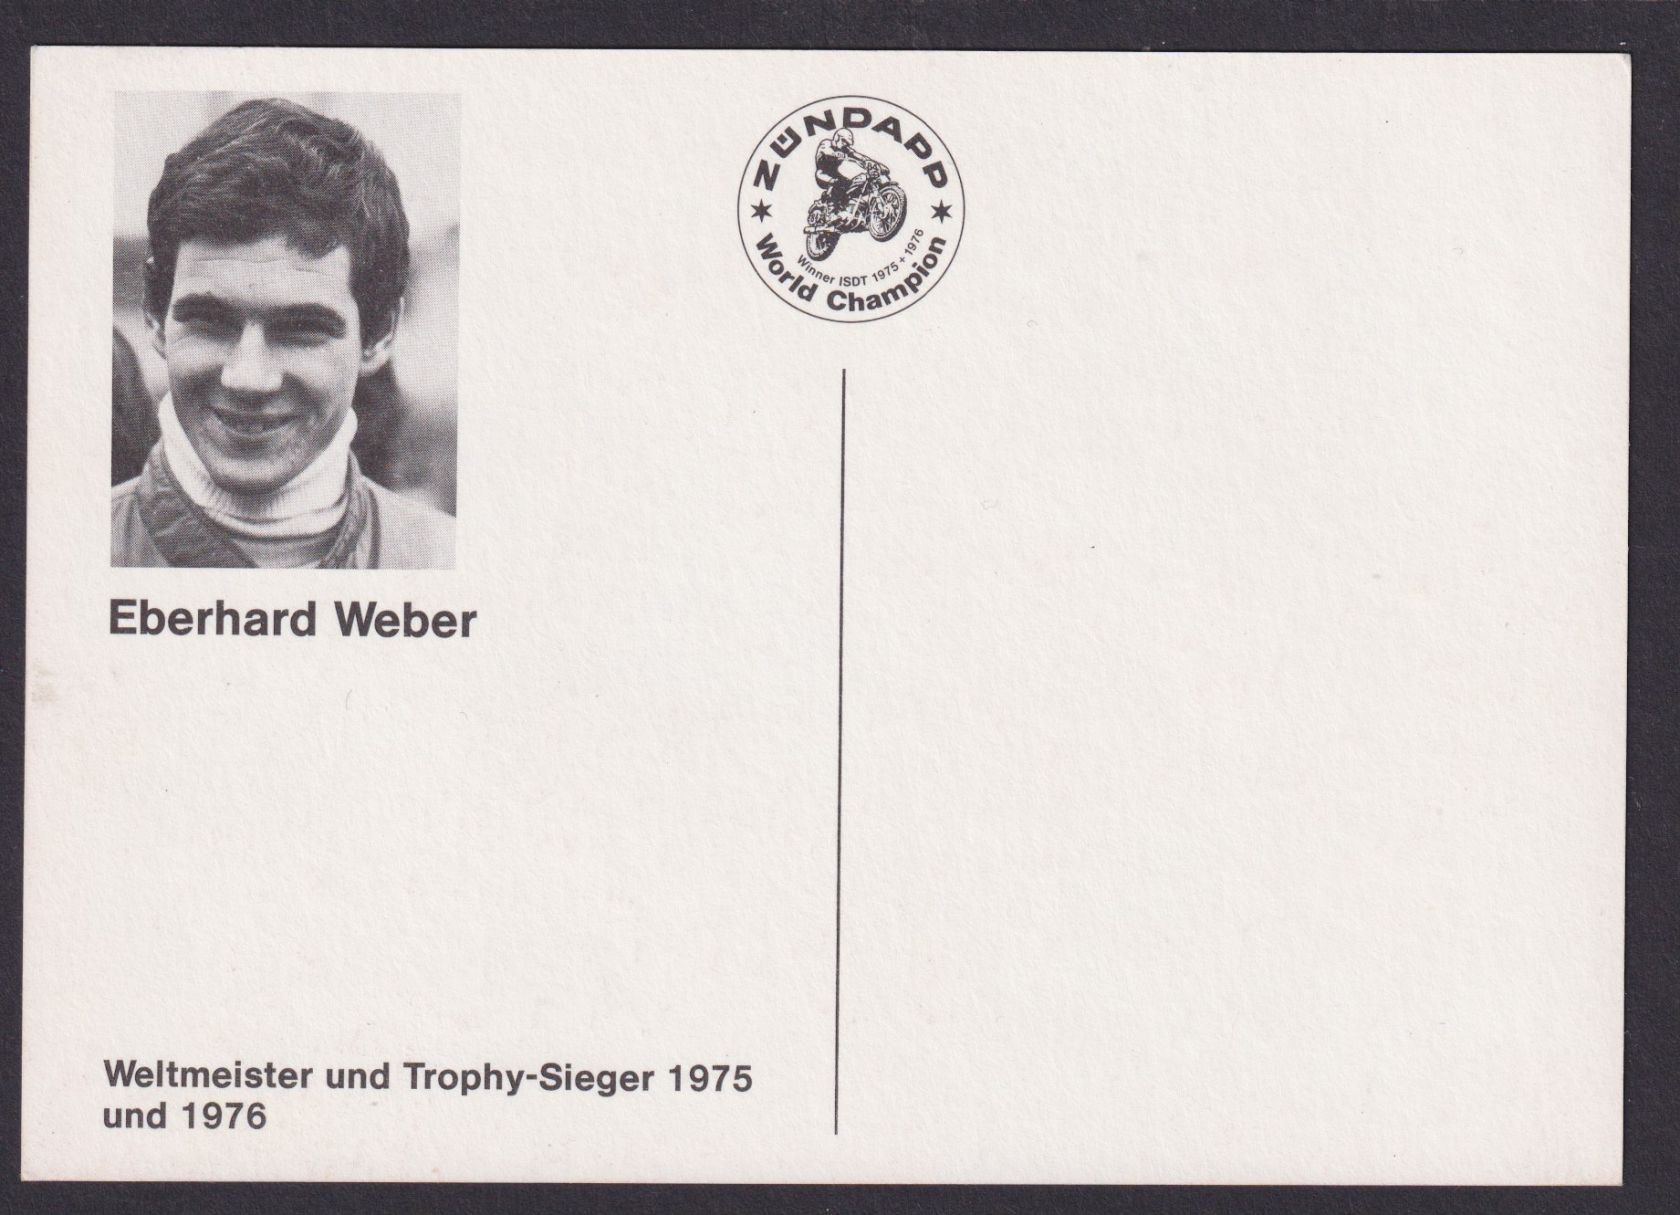 ZÜNDAPP
Winner ISDT 1975 + 1976
World Champion
Eberhard Weber
Weltmeister und Trophy-Sieger 1975
und 1976